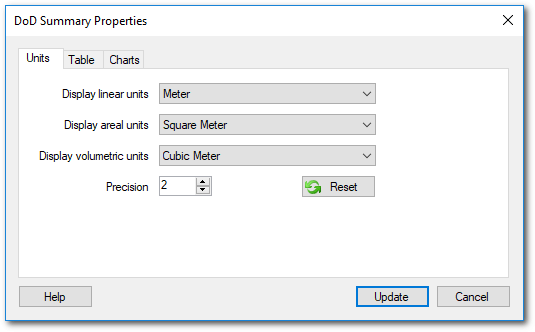 DoD Summary Properties
Units Table Charts
Display linear units Meter
Display areal units Square Meter
Display volumetric units Cubic Meter
Precision 2 Reset
Help Update Cancel